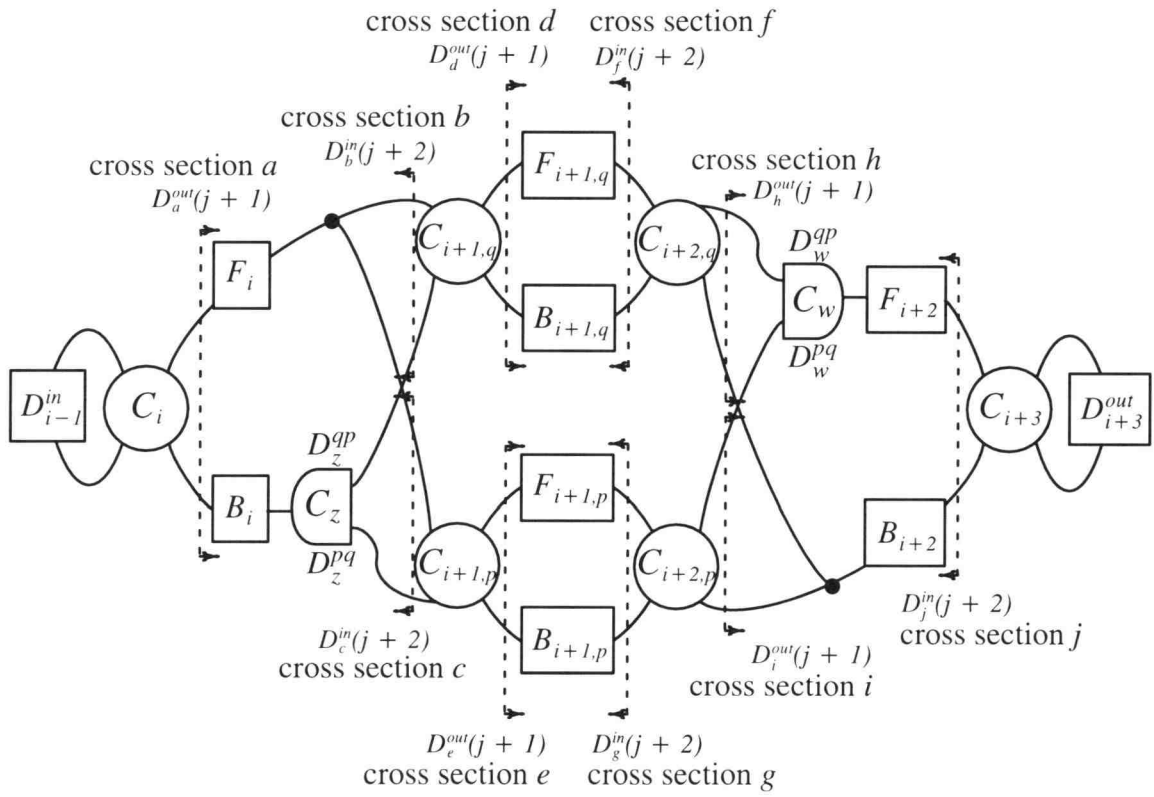 cross section d
cross section f
D_d^{out}(j + 1)
D_f^{in}(j + 2)
cross section b
D_b^{in}(j + 2)
cross section a
D_a^{out}(j + 1)
cross section h
D_h^{out}(j + 1)
F_{i+1,q}
F_i
C_{i+1,q}
C_{i+2,q}
D_w^{qp}
C_w
F_{i+2}
B_{i+1,q}
D_w^{pq}
D_{i-1}^{in}
C_i
C_{i+3}
D_{i+3}^{out}
D_z^{qp}
F_{i+1,p}
B_i
C_z
B_{i+2}
D_z^{pq}
C_{i+1,p}
C_{i+2,p}
D_j^{in}(j + 2)
cross section j
D_c^{in}(j + 2)
cross section c
B_{i+1,p}
D_i^{out}(j + 1)
cross section i
D_e^{out}(j + 1)
D_g^{in}(j + 2)
cross section e
cross section g